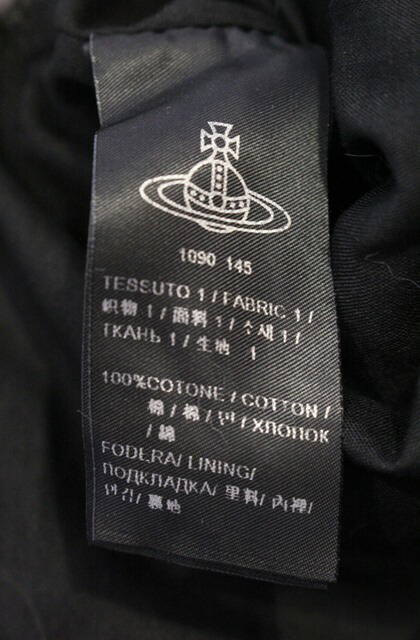 1090 145
TESSUTO 1 / FABRIC 1 /
織物 1 / 面料 1 / 소재 1 /
ТКАНЬ 1 / 生地 1
100%COTONE / COTTON /
棉 / 棉 / 면 / ХЛОПОК
/ 綿
FODERA/ LINING/
ПОДКЛАДКА/ 里料/ 內裡/
안감/ 裏地